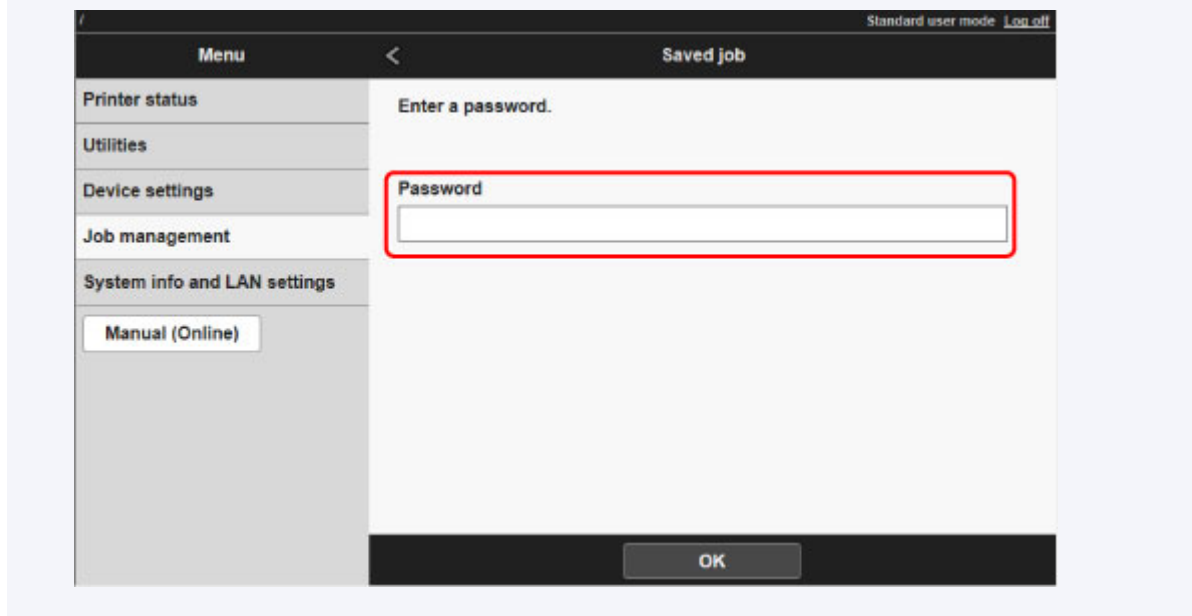 /
Standard user mode Log off
Menu
< Saved job
Printer status
Utilities
Device settings
Job management
System info and LAN settings
Manual (Online)
Enter a password.
Password
OK